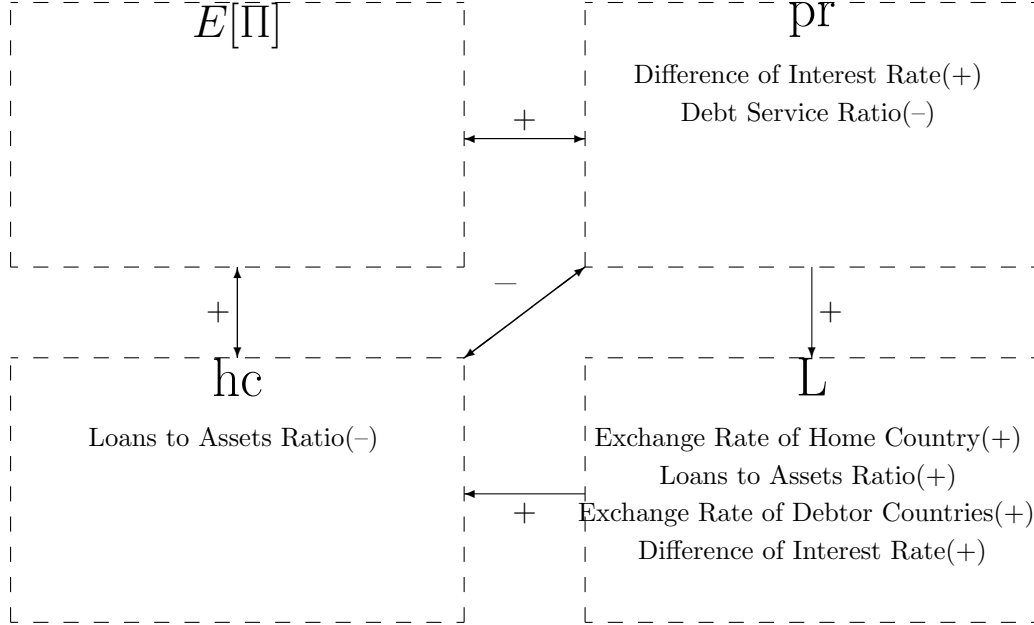 E[Π]
pr
Difference of Interest Rate(+)
Debt Service Ratio(–)
+
–
+
+
hc
Loans to Assets Ratio(–)
L
Exchange Rate of Home Country(+)
Loans to Assets Ratio(+)
Exchange Rate of Debtor Countries(+)
Difference of Interest Rate(+)
+